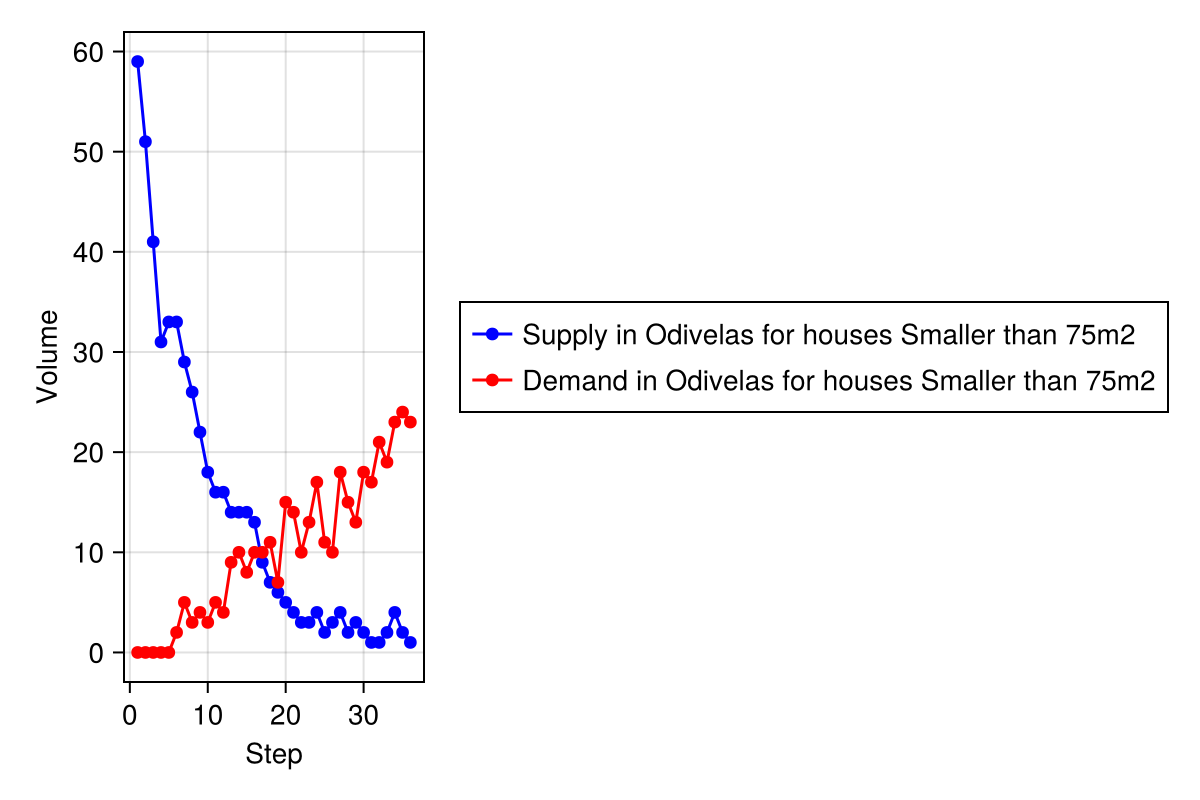 60
50
40
30
20
10
0
Volume
0 10 20 30
Step
Supply in Odivelas for houses Smaller than 75m2
Demand in Odivelas for houses Smaller than 75m2